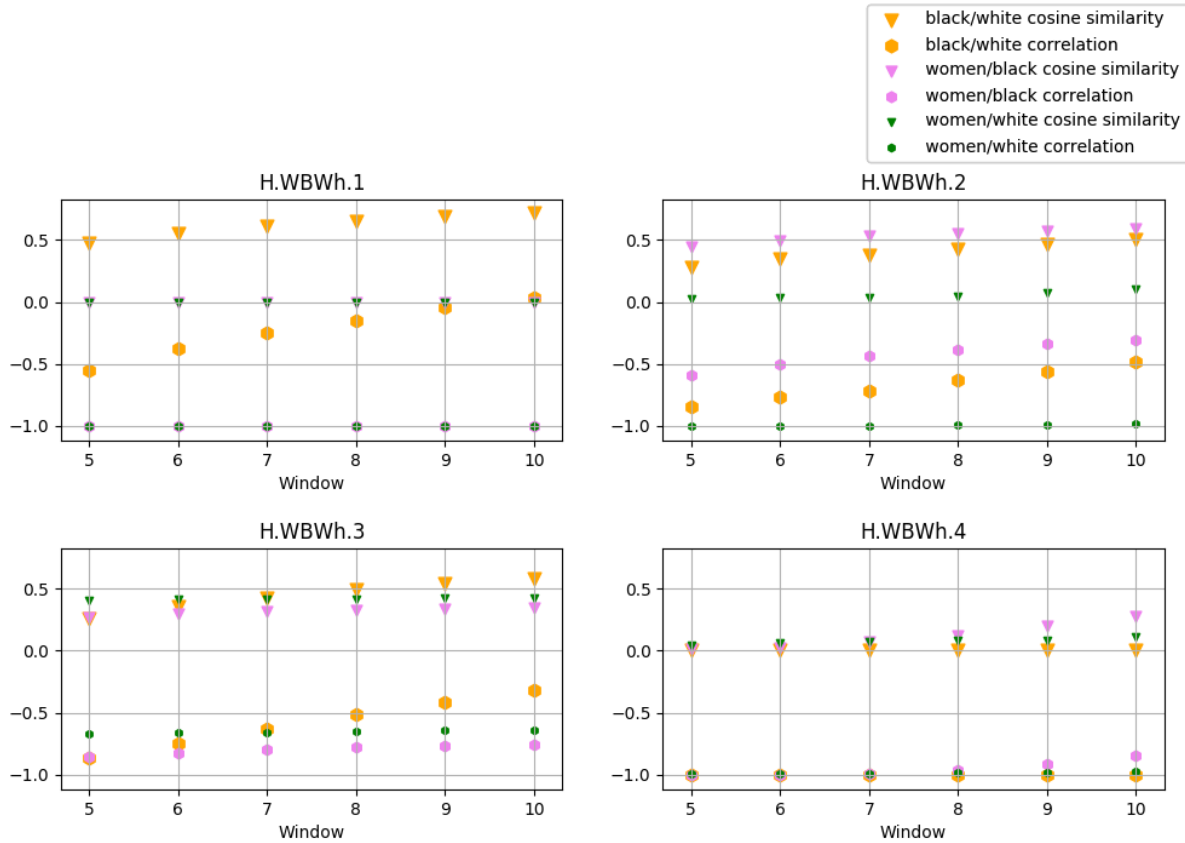 black/white cosine similarity
black/white correlation
women/black cosine similarity
women/black correlation
women/white cosine similarity
women/white correlation
H.WBWh.1
0.5
0.0
−0.5
−1.0
5 6 7 8 9 10
Window
H.WBWh.2
0.5
0.0
−0.5
−1.0
5 6 7 8 9 10
Window
H.WBWh.3
0.5
0.0
−0.5
−1.0
5 6 7 8 9 10
Window
H.WBWh.4
0.5
0.0
−0.5
−1.0
5 6 7 8 9 10
Window